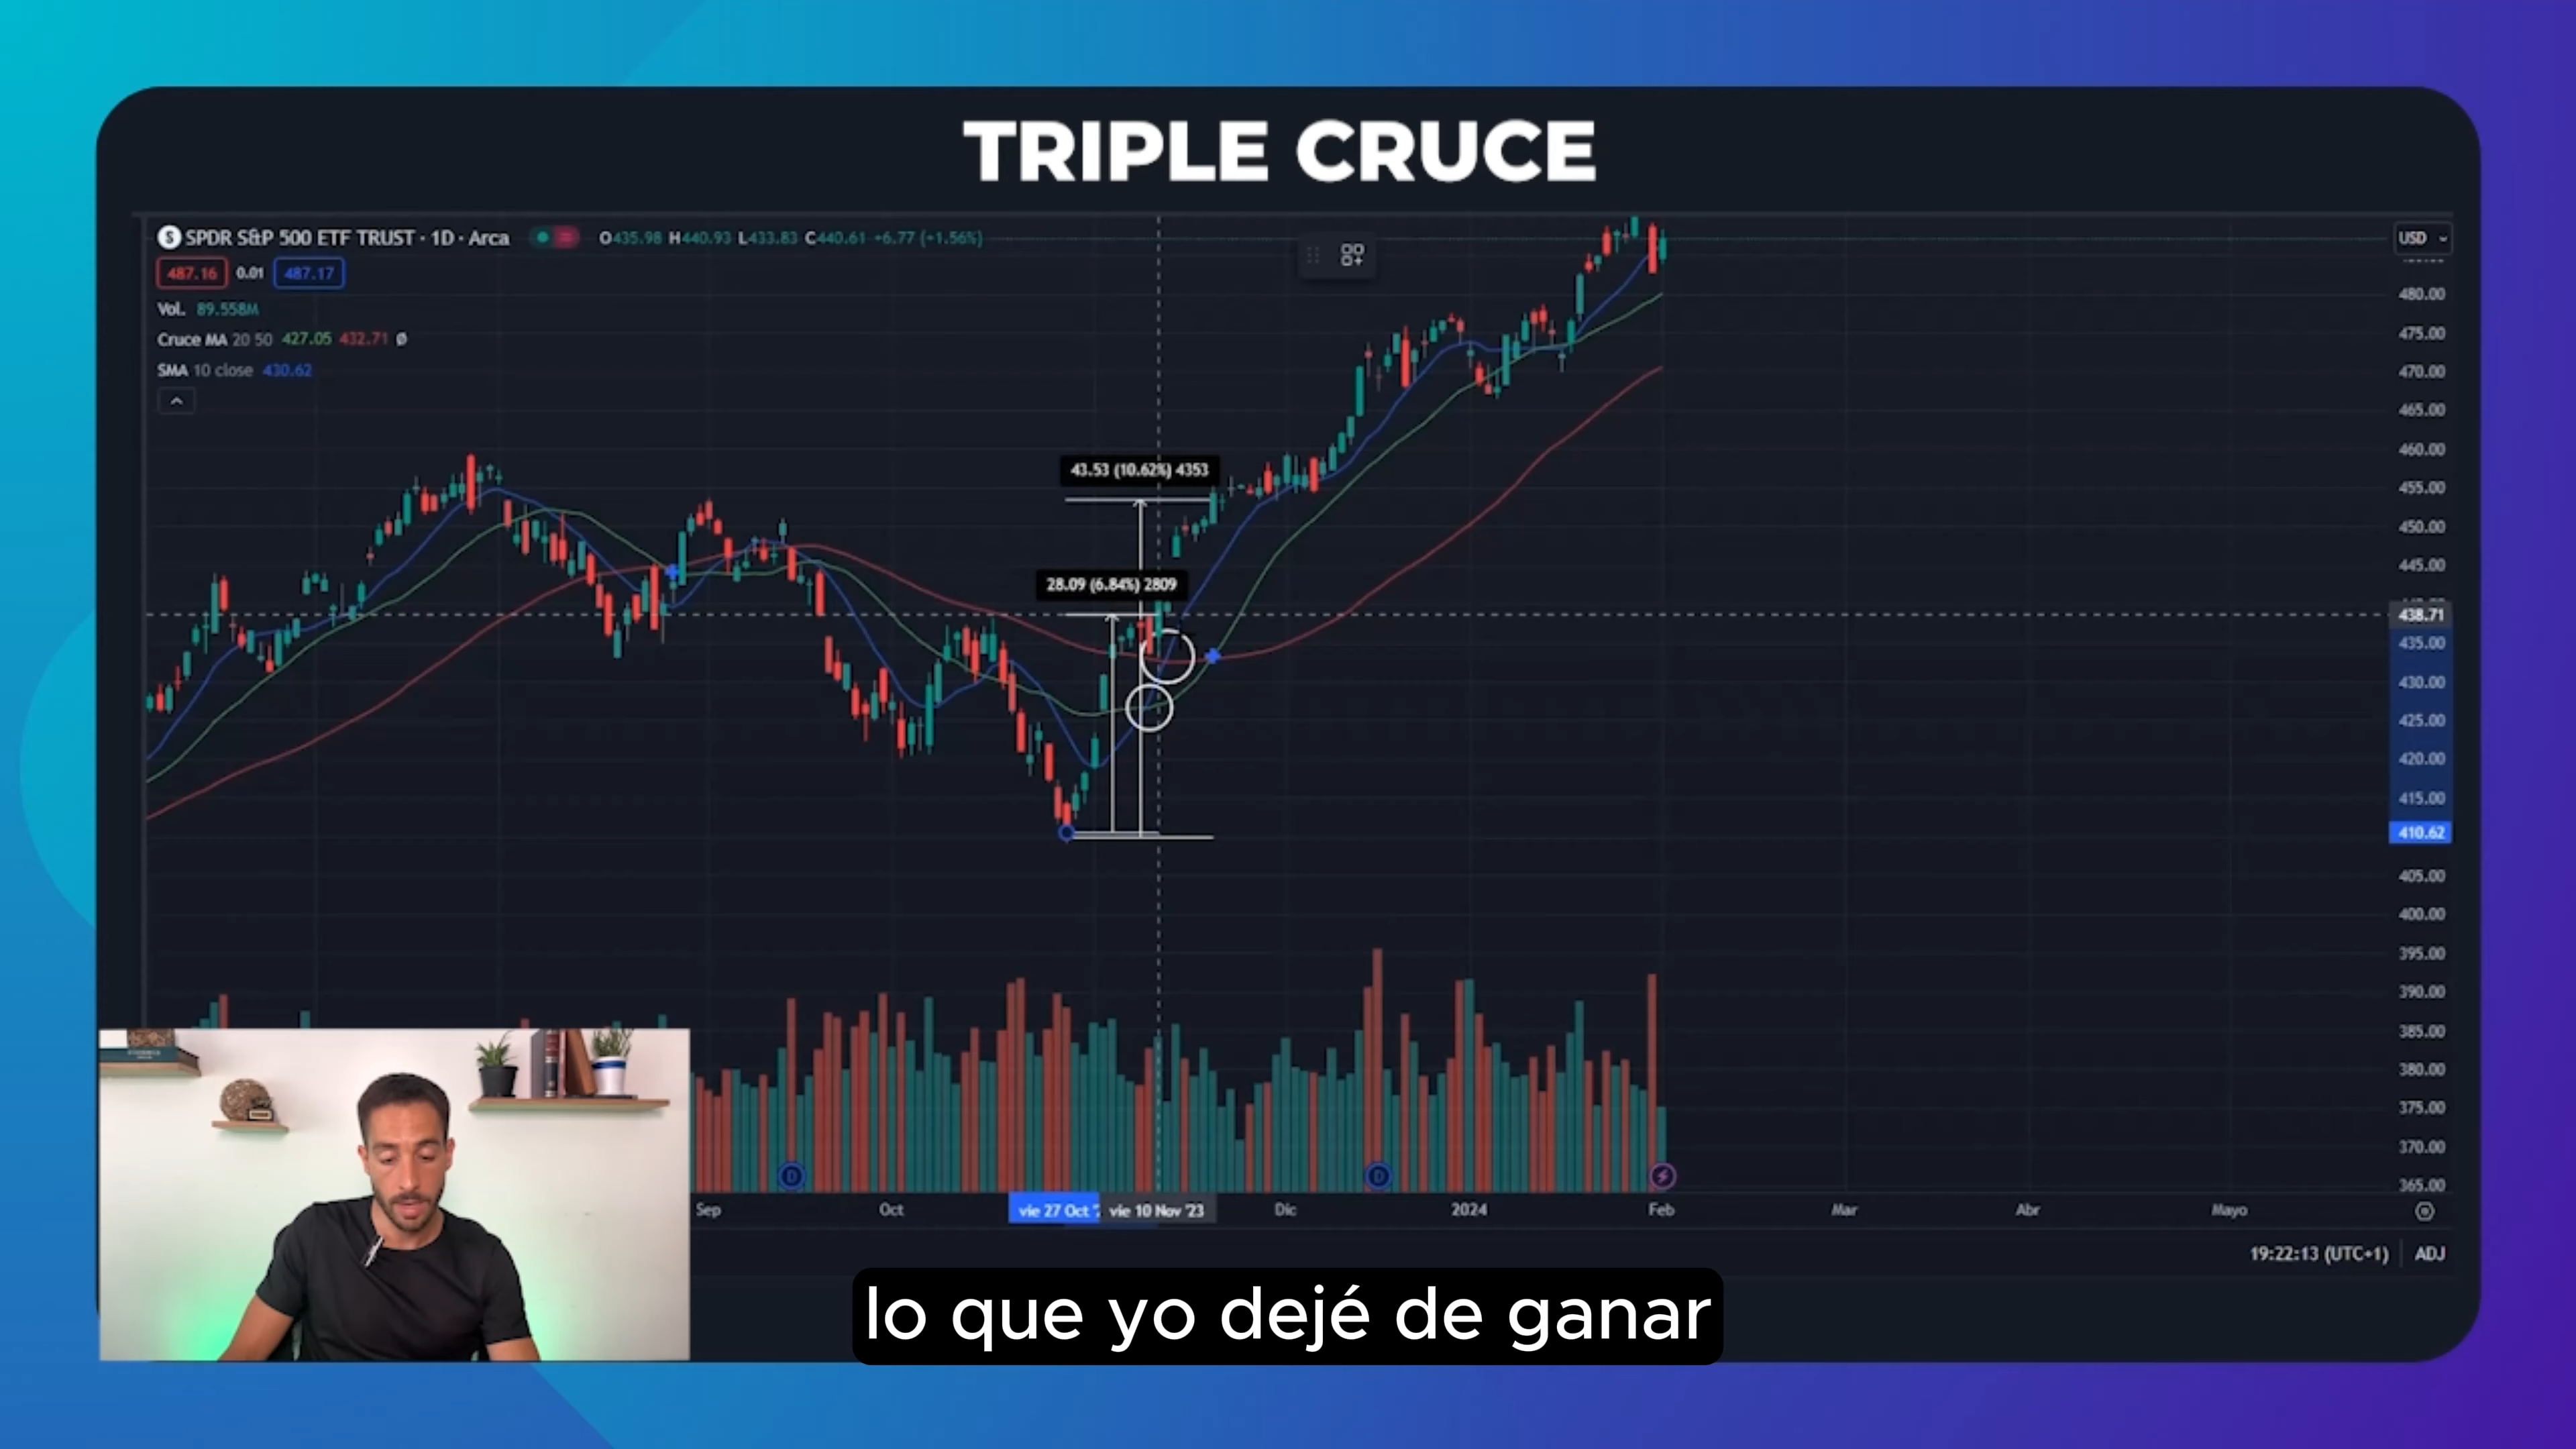 TRIPLE CRUCE
SPDR S&P 500 ETF TRUST · 1D · Arca O435.98 H440.93 L433.83 C440.61 +6.77 (+1.56%)
USD
487.16 0.01 487.17
Vol. 89.558M
Cruce MA 20 50 427.05 432.71 Ø
SMA 10 close 430.62
480.00
475.00
470.00
465.00
460.00
43.53 (10.62%) 4353
455.00
450.00
445.00
28.09 (6.84%) 2809
438.71
435.00
430.00
425.00
420.00
415.00
410.62
405.00
400.00
395.00
390.00
385.00
380.00
375.00
370.00
365.00
D D
Sep Oct vie 27 Oct vie 10 Nov '23 Dic 2024 Feb Mar Abr Mayo
19:22:13 (UTC+1) ADJ
lo que yo dejé de ganar